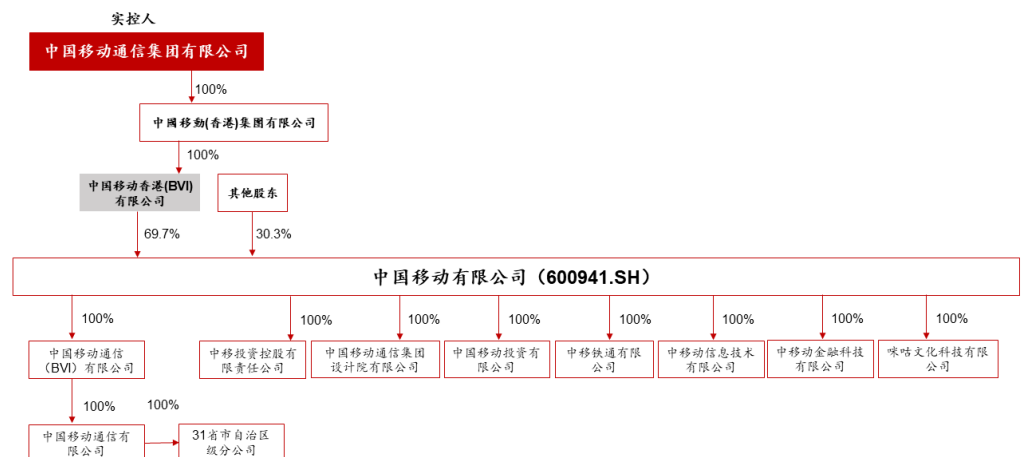 实控人
中国移动通信集团有限公司
100%
中國移動(香港)集團有限公司
100%
中国移动香港(BVI)
有限公司
其他股东
69.7%
30.3%
中国移动有限公司（600941.SH）
100%
100%
100%
100%
100%
100%
100%
100%
中国移动通信
（BVI）有限公司
中移投资控股有
限责任公司
中国移动通信集团
设计院有限公司
中国移动投资有
限公司
中移铁通有限
公司
中移动信息技术
有限公司
中移动金融科技
有限公司
咪咕文化科技有限
公司
100%
100%
中国移动通信有
限公司
31省市自治区
级分公司